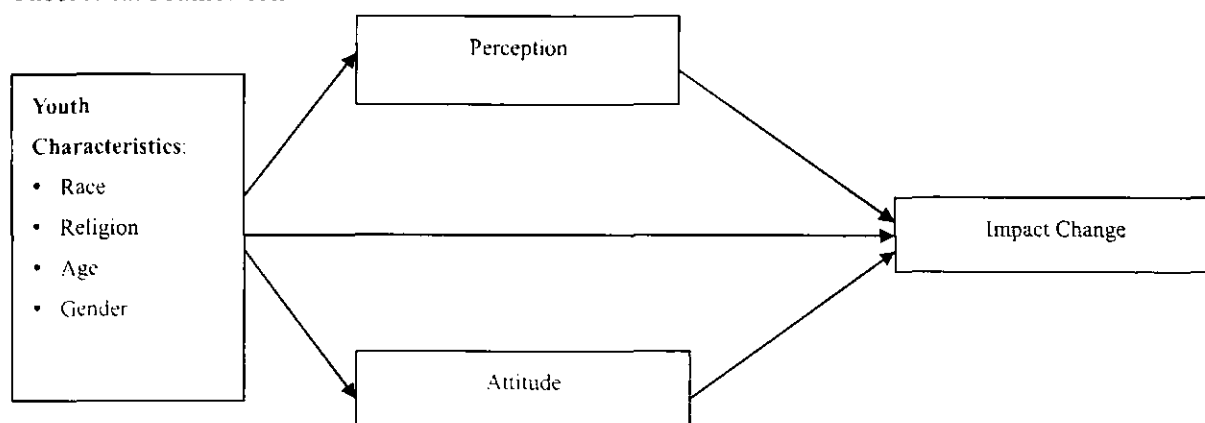 Youth
Characteristics:
• Race
• Religion
• Age
• Gender
Perception
Attitude
Impact Change